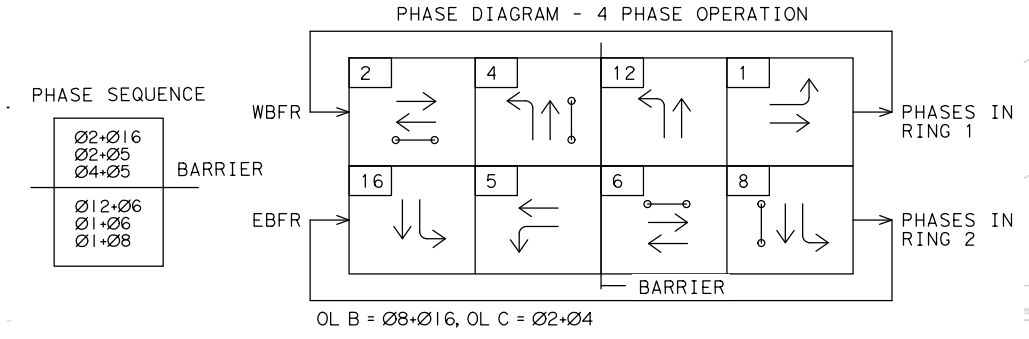 PHASE DIAGRAM - 4 PHASE OPERATION
2
4
12
1
PHASE SEQUENCE
WBFR
PHASES IN
RING 1
Ø2+Ø16
Ø2+Ø5
Ø4+Ø5
BARRIER
16
5
6
8
Ø12+Ø6
Ø1+Ø6
Ø1+Ø8
EBFR
PHASES IN
RING 2
BARRIER
OL B = Ø8+Ø16, OL C = Ø2+Ø4